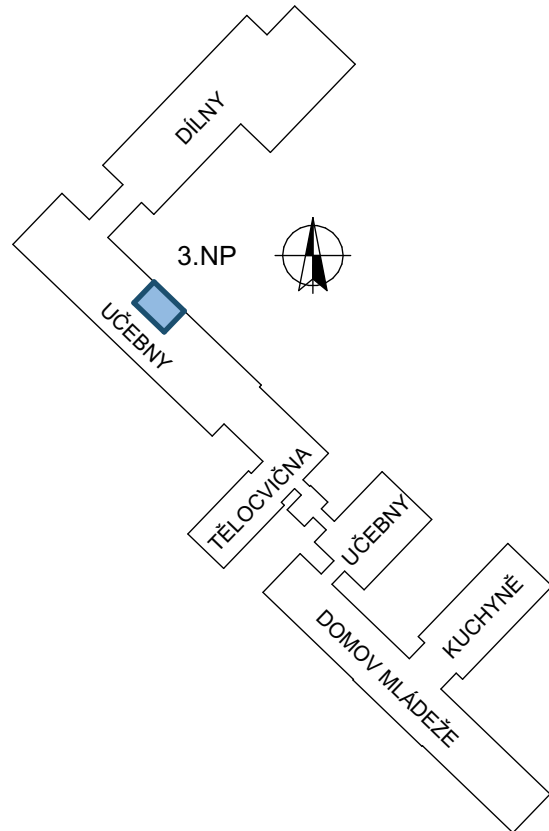 DÍLNY
3.NP
UČEBNY
TĚLOCVIČNA
UČEBNY
KUCHYNĚ
DOMOV MLÁDEŽE